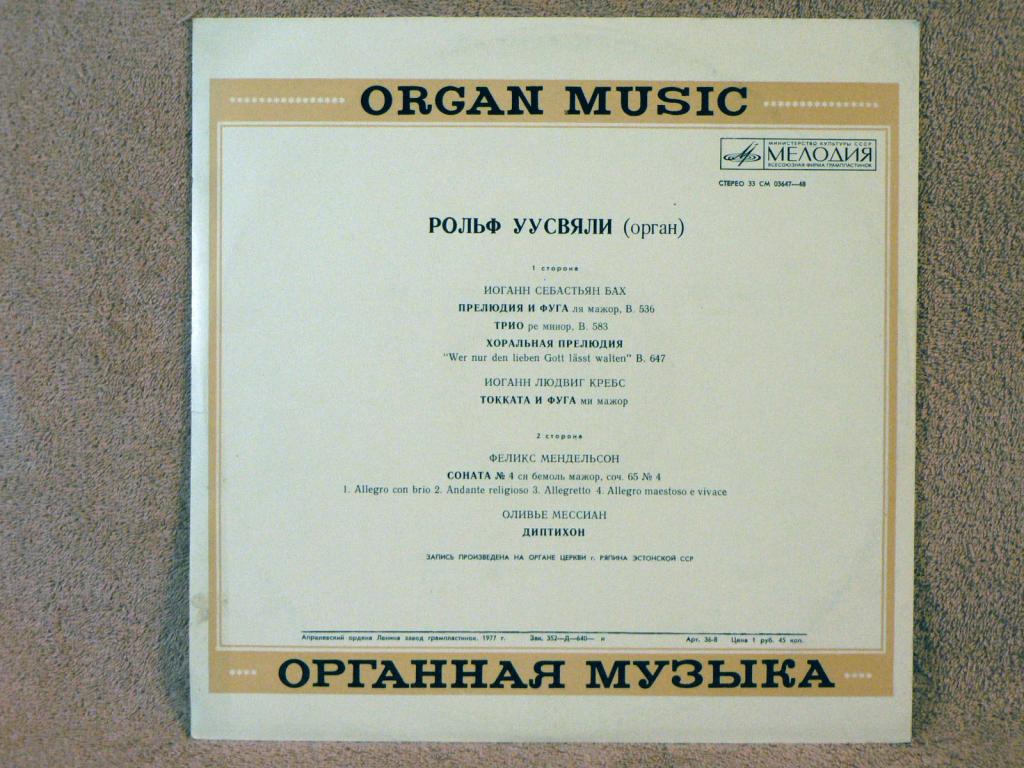 ORGAN MUSIC
МИНИСТЕРСТВО КУЛЬТУРЫ СССР
МЕЛОДИЯ
ВСЕСОЮЗНАЯ ФИРМА ГРАМПЛАСТИНОК
СТЕРЕО 33 СМ 03647—48
РОЛЬФ УУСВЯЛИ (орган)
1 сторона
ИОГАНН СЕБАСТЬЯН БАХ
ПРЕЛЮДИЯ И ФУГА ля мажор, В. 536
ТРИО ре минор, В. 583
ХОРАЛЬНАЯ ПРЕЛЮДИЯ
"Wer nur den lieben Gott lässt walten" В. 647
ИОГАНН ЛЮДВИГ КРЕБС
ТОККАТА И ФУГА ми мажор
2 сторона
ФЕЛИКС МЕНДЕЛЬСОН
СОНАТА № 4 си бемоль мажор, соч. 65 № 4
1. Allegro con brio 2. Andante religioso 3. Allegretto 4. Allegro maestoso e vivace
ОЛИВЬЕ МЕССИАН
ДИПТИХОН
ЗАПИСЬ ПРОИЗВЕДЕНА НА ОРГАНЕ ЦЕРКВИ г. РЯПИНА ЭСТОНСКОЙ ССР
Апрелевский ордена Ленина завод грампластинок. 1977 г. Зак. 352—Д—640— и Арт. 36-8 Цена 1 руб. 45 коп.
ОРГАННАЯ МУЗЫКА